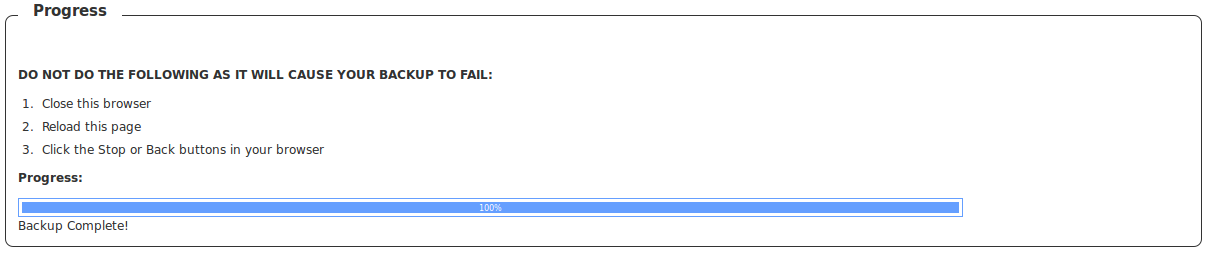 Progress
DO NOT DO THE FOLLOWING AS IT WILL CAUSE YOUR BACKUP TO FAIL:
1. Close this browser
2. Reload this page
3. Click the Stop or Back buttons in your browser
Progress:
100%
Backup Complete!